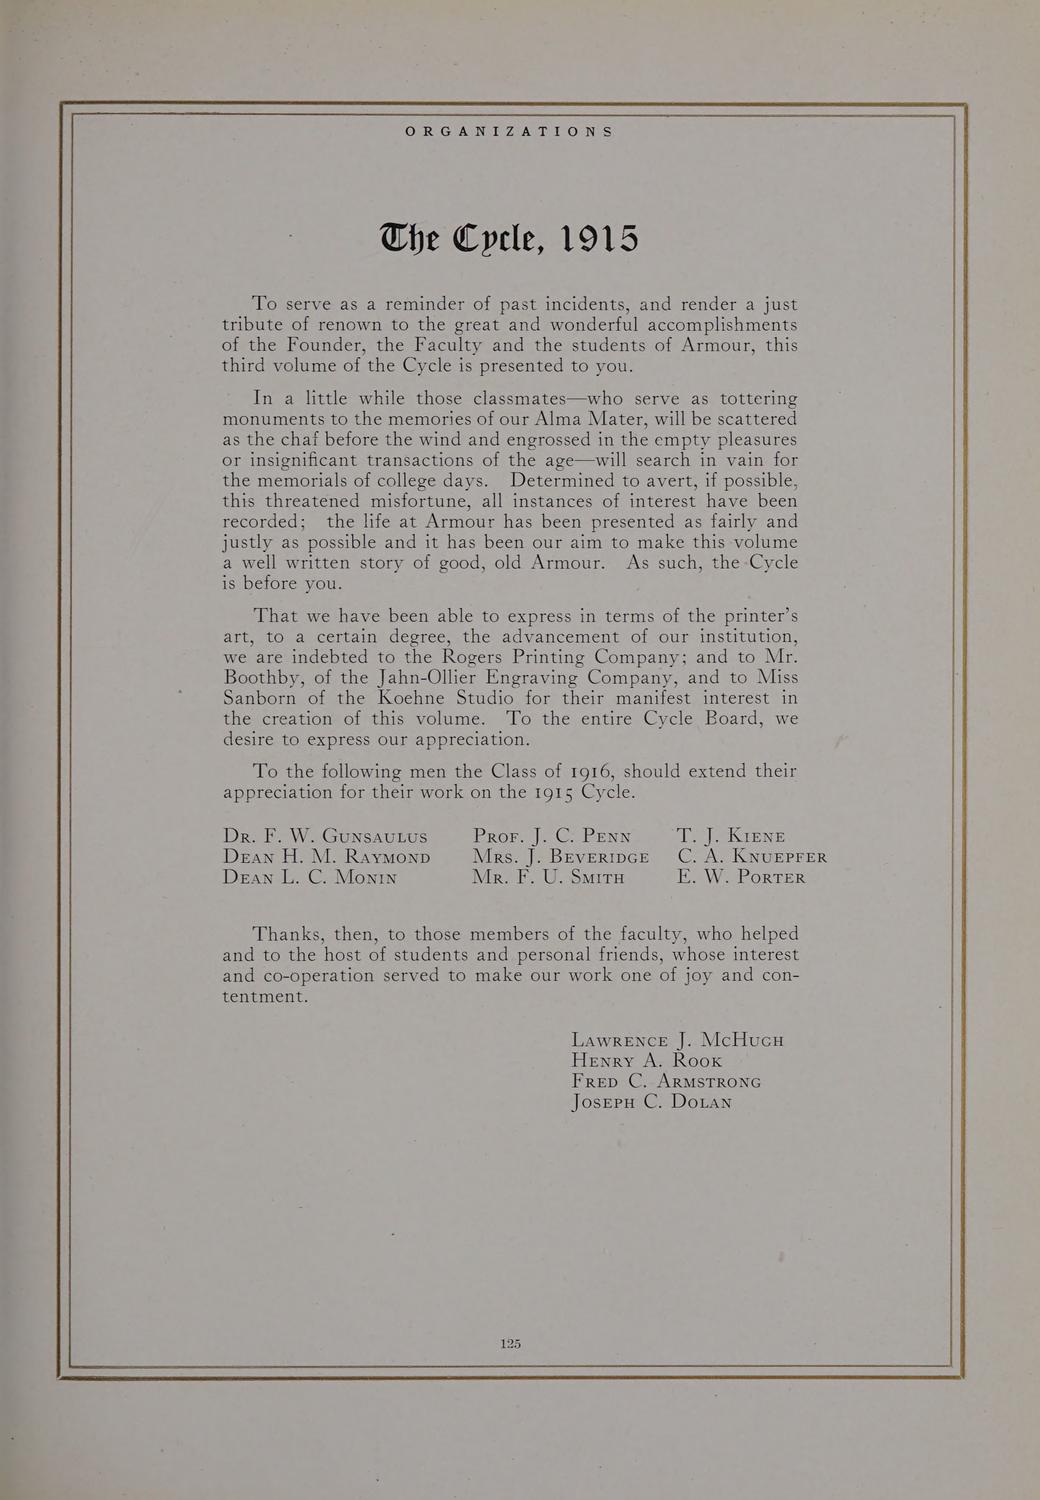 ORGANIZATIONS
The Cycle, 1915
To serve as a reminder of past incidents, and render a just
tribute of renown to the great and wonderful accomplishments
of the Founder, the Faculty and the students of Armour, this
third volume of the Cycle is presented to you.
In a little while those classmates—who serve as tottering
monuments to the memories of our Alma Mater, will be scattered
as the chaf before the wind and engrossed in the empty pleasures
or insignificant transactions of the age—will search in vain for
the memorials of college days. Determined to avert, if possible,
this threatened misfortune, all instances of interest have been
recorded; the life at Armour has been presented as fairly and
justly as possible and it has been our aim to make this volume
a well written story of good, old Armour. As such, the Cycle
is before you.
That we have been able to express in terms of the printer's
art, to a certain degree, the advancement of our institution,
we are indebted to the Rogers Printing Company; and to Mr.
Boothby, of the Jahn-Ollier Engraving Company, and to Miss
Sanborn of the Koehne Studio for their manifest interest in
the creation of this volume. To the entire Cycle Board, we
desire to express our appreciation.
To the following men the Class of 1916, should extend their
appreciation for their work on the 1915 Cycle.
Dr. F. W. Gunsaulus Prof. J. C. Penn T. J. Kiene
Dean H. M. Raymond Mrs. J. Beveridge C. A. Knuepfer
Dean L. C. Monin Mr. F. U. Smith E. W. Porter
Thanks, then, to those members of the faculty, who helped
and to the host of students and personal friends, whose interest
and co-operation served to make our work one of joy and con-
tentment.
Lawrence J. McHugh
Henry A. Rook
Fred C. Armstrong
Joseph C. Dolan
125